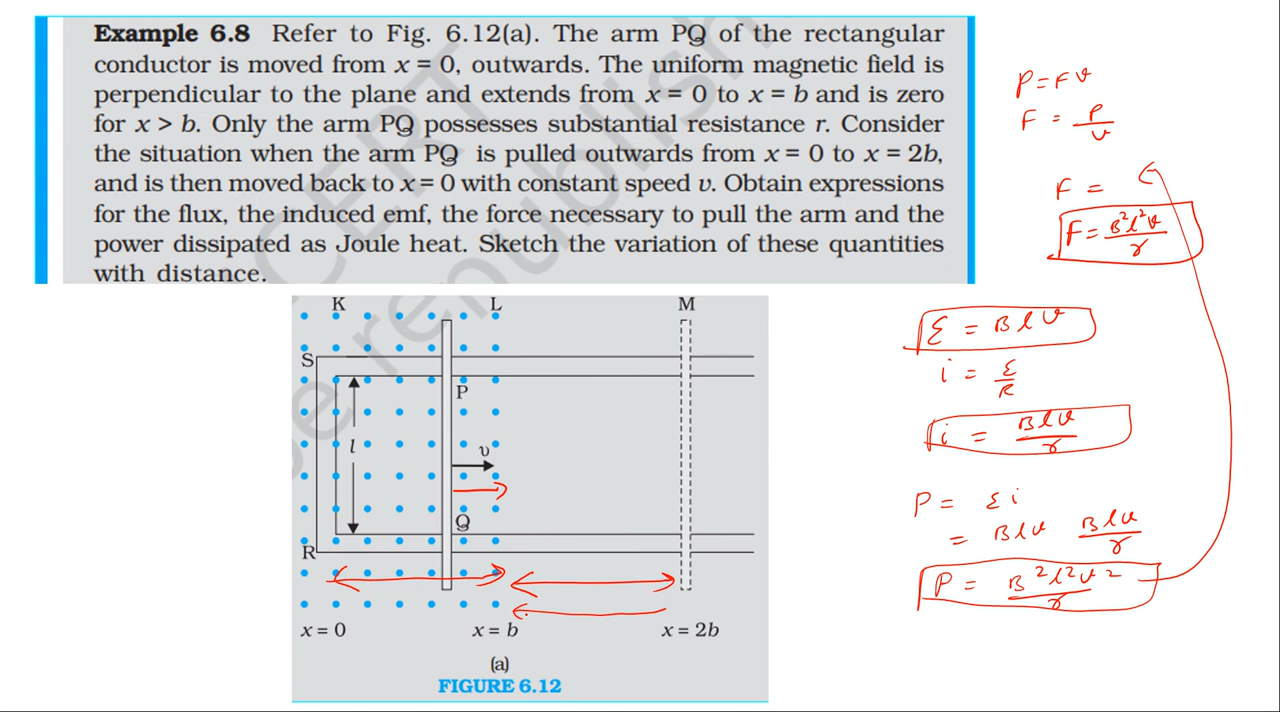 Example 6.8 Refer to Fig. 6.12(a). The arm PQ of the rectangular
conductor is moved from x = 0, outwards. The uniform magnetic field is
perpendicular to the plane and extends from x = 0 to x = b and is zero
for x > b. Only the arm PQ possesses substantial resistance r. Consider
the situation when the arm PQ is pulled outwards from x = 0 to x = 2b,
and is then moved back to x = 0 with constant speed υ. Obtain expressions
for the flux, the induced emf, the force necessary to pull the arm and the
power dissipated as Joule heat. Sketch the variation of these quantities
with distance.
K L M
S
P
l
υ
Q
R
x = 0 x = b x = 2b
(a)
FIGURE 6.12
P = F v
F = P/v
F =
F = B²l²v/r
ε = B l v
i = ε/R
i = Blv/r
P = ε i
= Blv Blv/r
P = B²l²v²/r